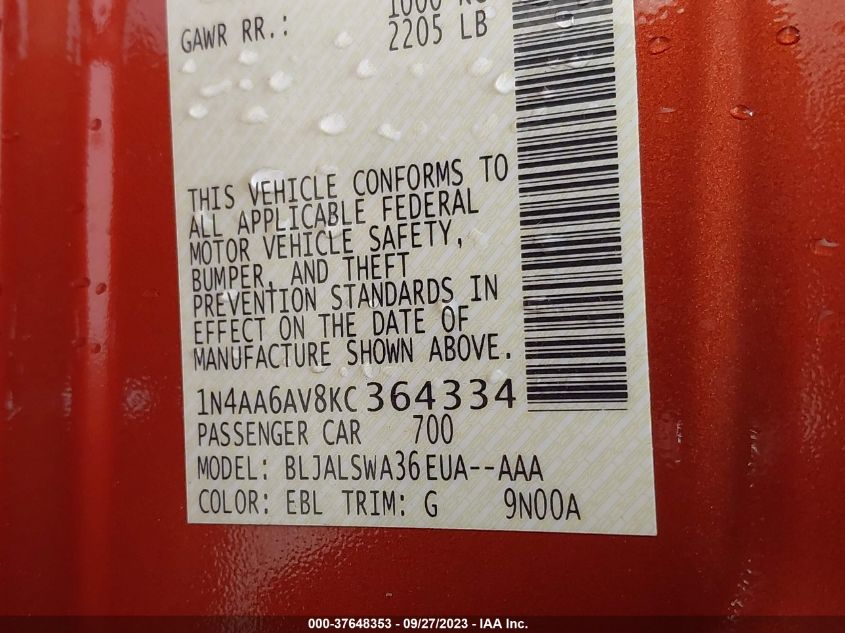 GAWR RR.: 2205 LB
THIS VEHICLE CONFORMS TO
ALL APPLICABLE FEDERAL
MOTOR VEHICLE SAFETY,
BUMPER, AND THEFT
PREVENTION STANDARDS IN
EFFECT ON THE DATE OF
MANUFACTURE SHOWN ABOVE.
1N4AA6AV8KC364334
PASSENGER CAR 700
MODEL: BLJALSWA36EUA--AAA
COLOR: EBL TRIM: G 9N00A
000-37648353 - 09/27/2023 - IAA Inc.